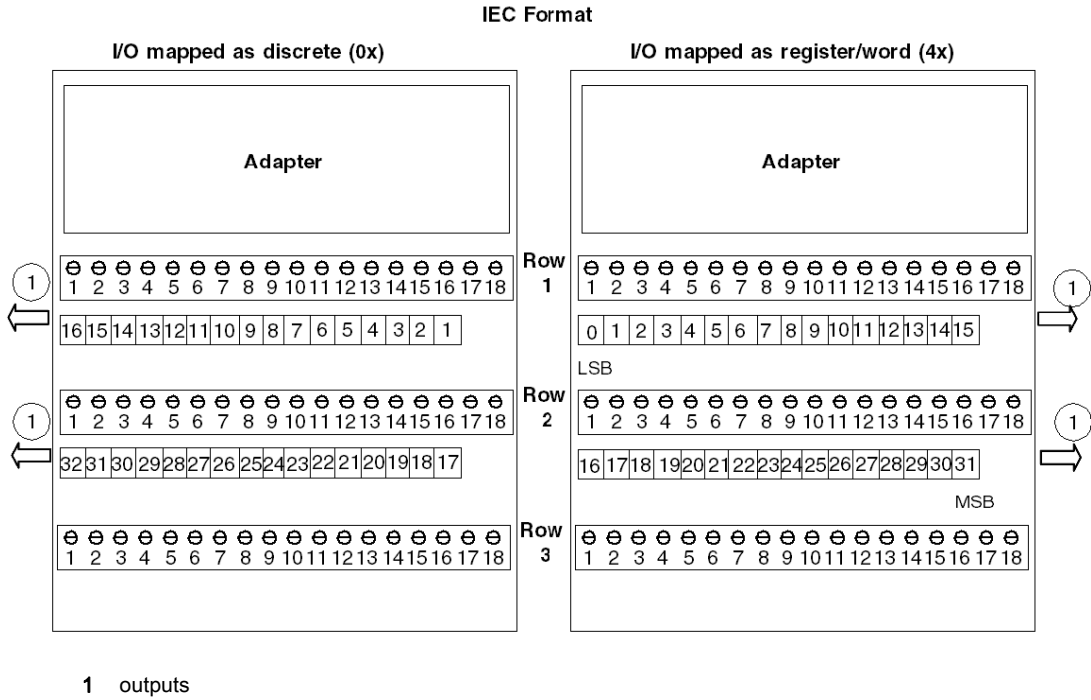 IEC Format
I/O mapped as discrete (0x)
I/O mapped as register/word (4x)
Adapter
Adapter
Row
1
1
1 2 3 4 5 6 7 8 9 10 11 12 13 14 15 16 17 18
1 2 3 4 5 6 7 8 9 10 11 12 13 14 15 16 17 18
1
16 15 14 13 12 11 10 9 8 7 6 5 4 3 2 1
0 1 2 3 4 5 6 7 8 9 10 11 12 13 14 15
LSB
Row
2
1
1 2 3 4 5 6 7 8 9 10 11 12 13 14 15 16 17 18
1 2 3 4 5 6 7 8 9 10 11 12 13 14 15 16 17 18
1
32 31 30 29 28 27 26 25 24 23 22 21 20 19 18 17
16 17 18 19 20 21 22 23 24 25 26 27 28 29 30 31
MSB
Row
3
1 2 3 4 5 6 7 8 9 10 11 12 13 14 15 16 17 18
1 2 3 4 5 6 7 8 9 10 11 12 13 14 15 16 17 18
1 outputs